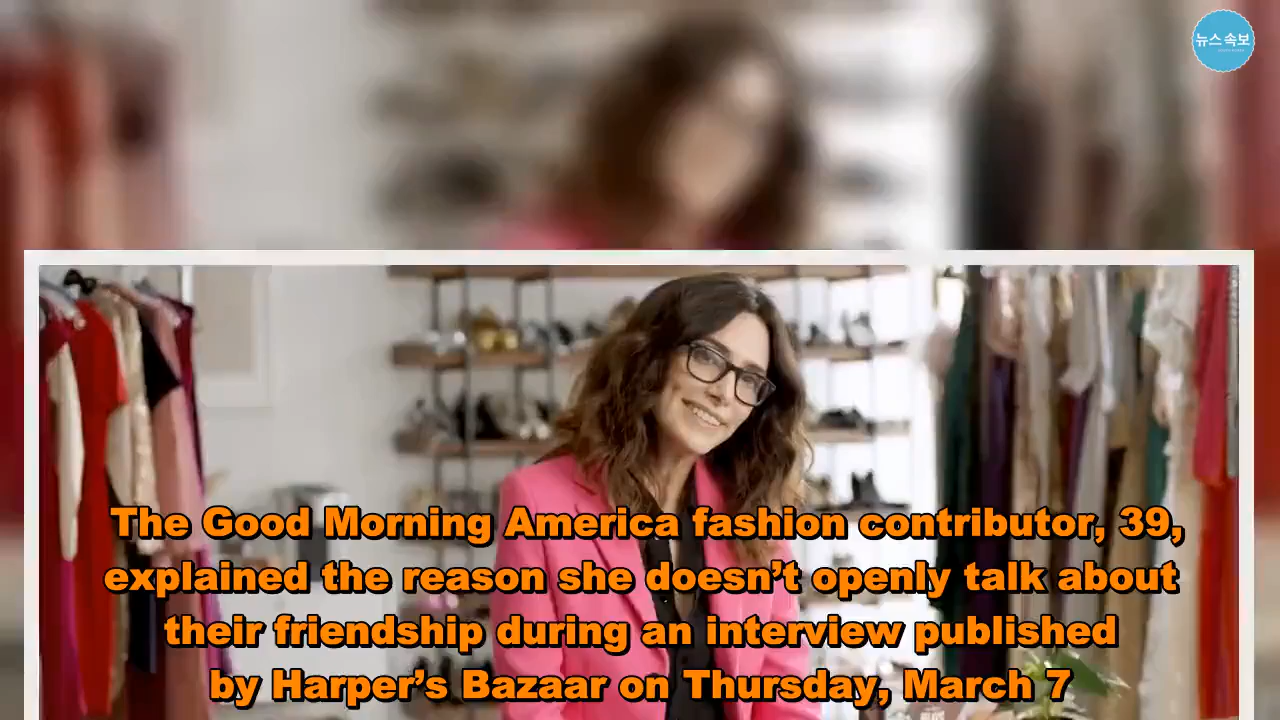 뉴스 속보
The Good Morning America fashion contributor, 39,
explained the reason she doesn’t openly talk about
their friendship during an interview published
by Harper’s Bazaar on Thursday, March 7